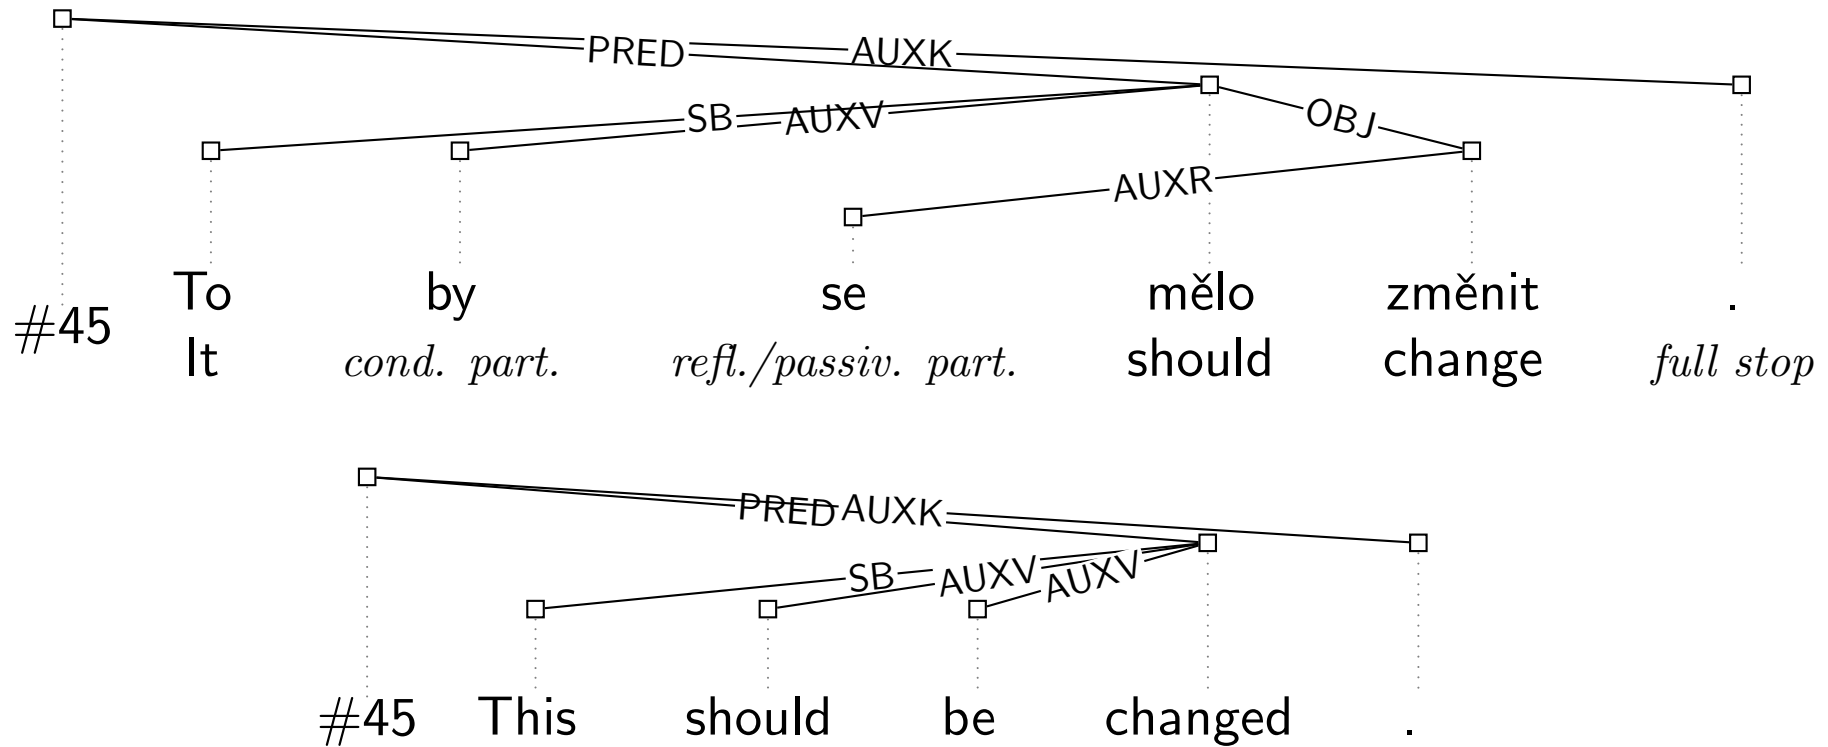 PRED AUXK
SB AUXV OBJ
AUXR
#45 To by se mělo změnit .
It cond. part. refl./passiv. part. should change full stop
PRED AUXK
SB AUXV AUXV
#45 This should be changed .